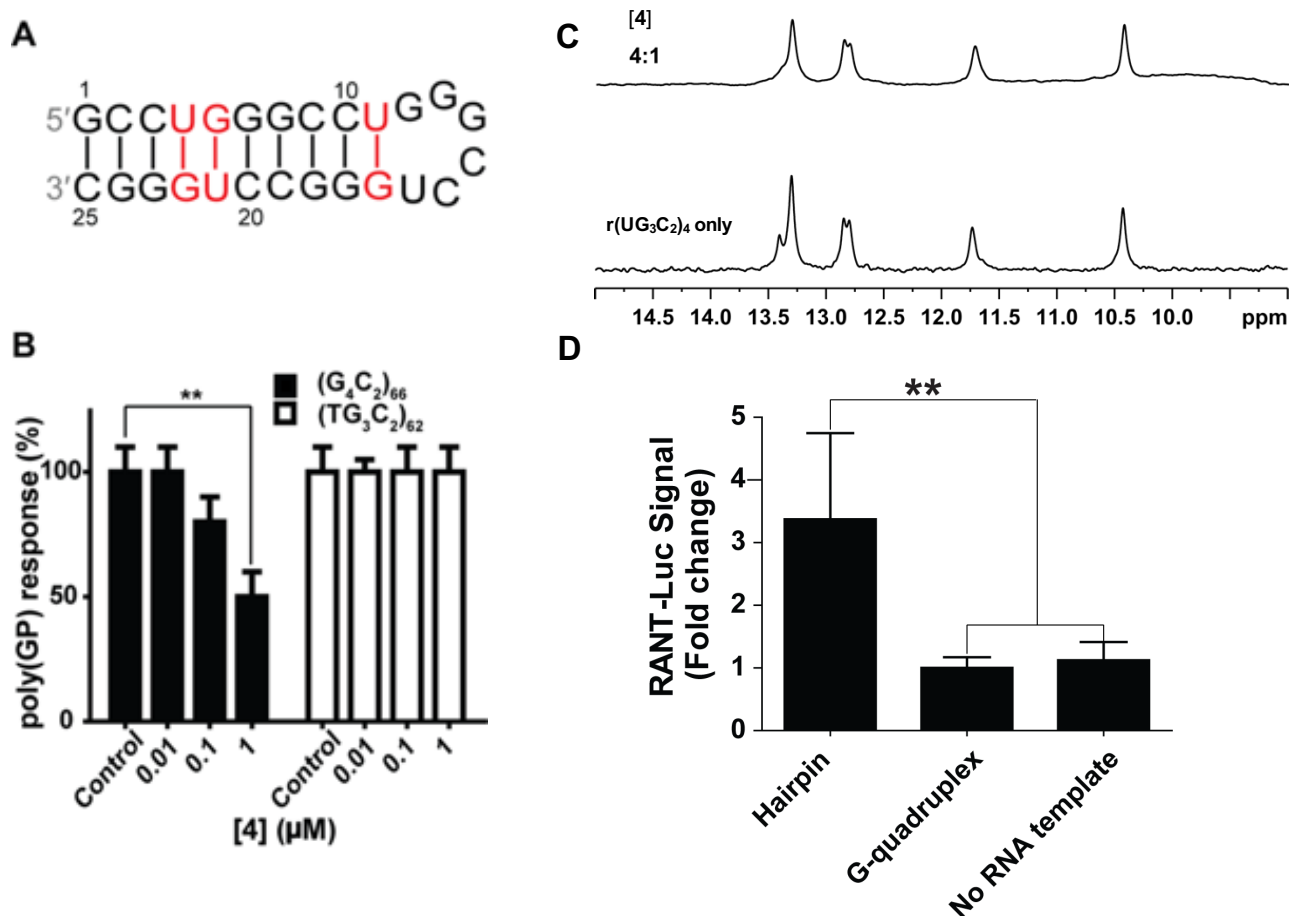 A
1 10
5′GCCUGGGCCUGGG
C
3′CGGGUCCGGGUCC
25 20
B
(G₄C₂)₆₆
(TG₃C₂)₆₂
**
poly(GP) response (%)
100
50
0
Control 0.01 0.1 1 Control 0.01 0.1 1
[4] (µM)
C
[4]
4:1
r(UG₃C₂)₄ only
14.5 14.0 13.5 13.0 12.5 12.0 11.5 11.0 10.5 10.0 ppm
D
**
RANT-Luc Signal
(Fold change)
5
4
3
2
1
0
Hairpin
G-quadruplex
No RNA template